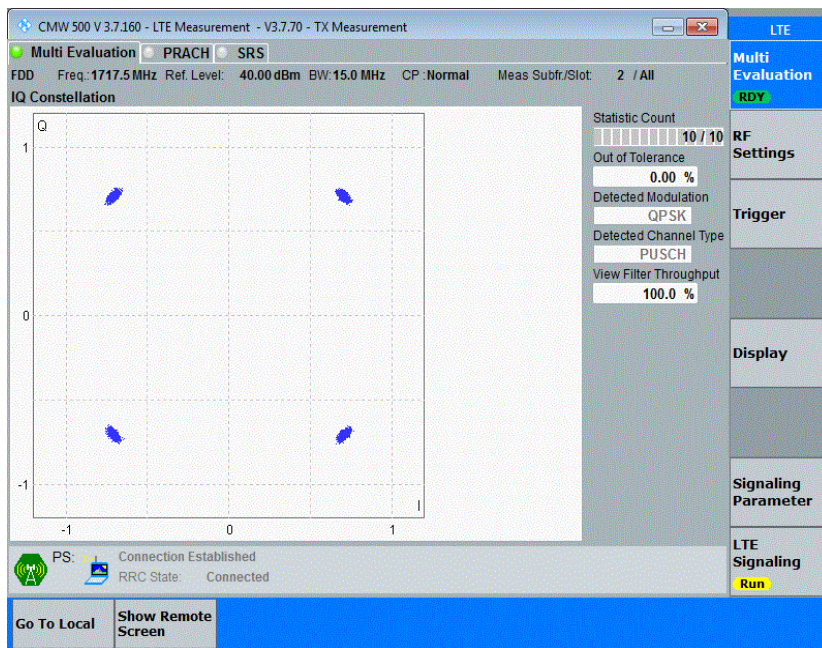 CMW 500 V 3.7.160 - LTE Measurement - V3.7.70 - TX Measurement
LTE
Multi Evaluation PRACH SRS
Multi
Evaluation
RDY
FDD Freq.: 1717.5 MHz Ref. Level: 40.00 dBm BW: 15.0 MHz CP : Normal Meas Subfr./Slot: 2 / All
IQ Constellation
Q
1
0
-1
I
-1 0 1
Statistic Count
10 / 10
Out of Tolerance
0.00 %
Detected Modulation
QPSK
Detected Channel Type
PUSCH
View Filter Throughput
100.0 %
RF
Settings
Trigger
Display
Signaling
Parameter
LTE
Signaling
Run
PS: Connection Established
RRC State: Connected
Go To Local
Show Remote
Screen